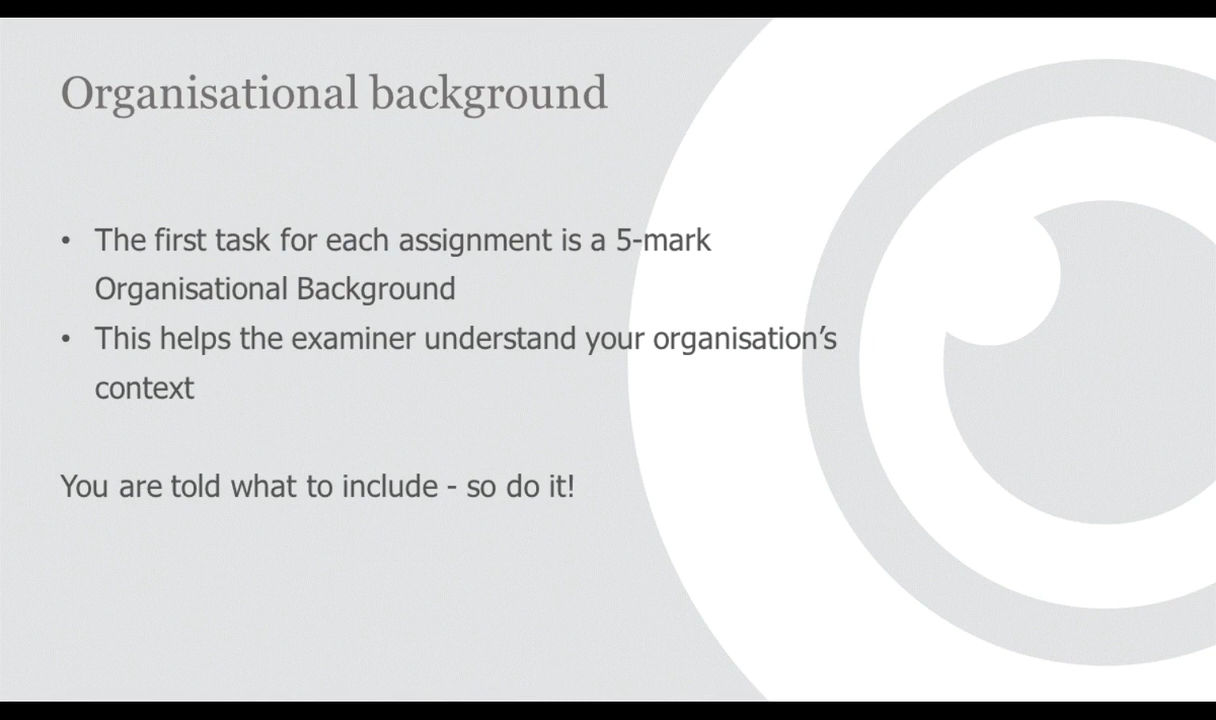 Organisational background
• The first task for each assignment is a 5-mark
Organisational Background
• This helps the examiner understand your organisation’s
context
You are told what to include - so do it!